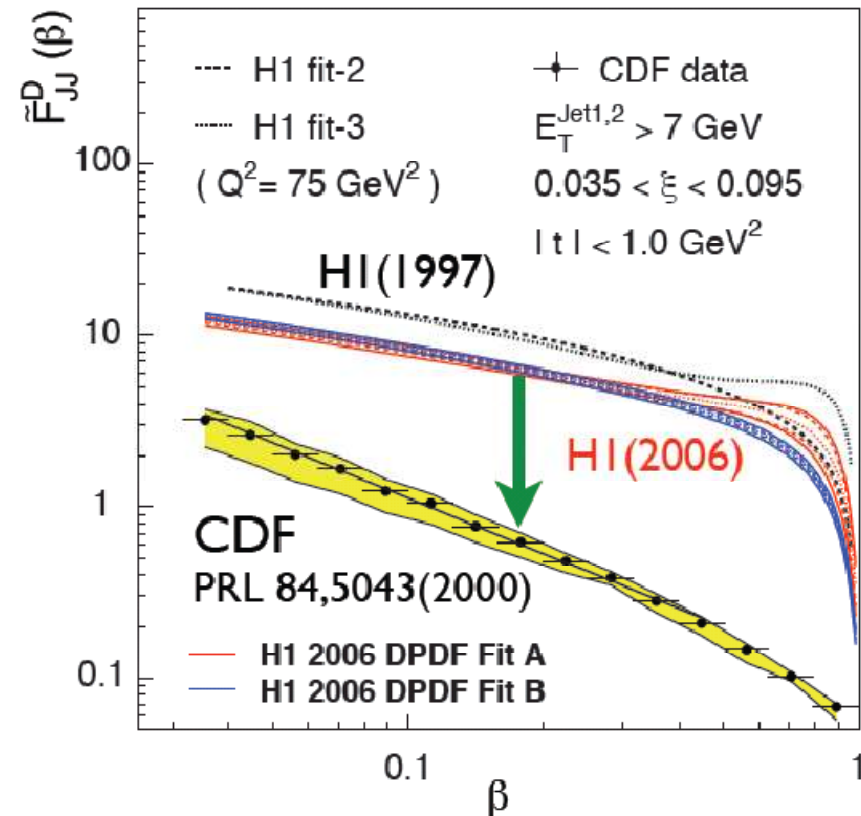 F̃ᴰJJ (β)
H1 fit-2
H1 fit-3
( Q² = 75 GeV² )
CDF data
E_T^Jet1,2 > 7 GeV
0.035 < ξ < 0.095
| t | < 1.0 GeV²
100
10
1
0.1
H1(1997)
H1(2006)
CDF
PRL 84,5043(2000)
H1 2006 DPDF Fit A
H1 2006 DPDF Fit B
0.1
1
β